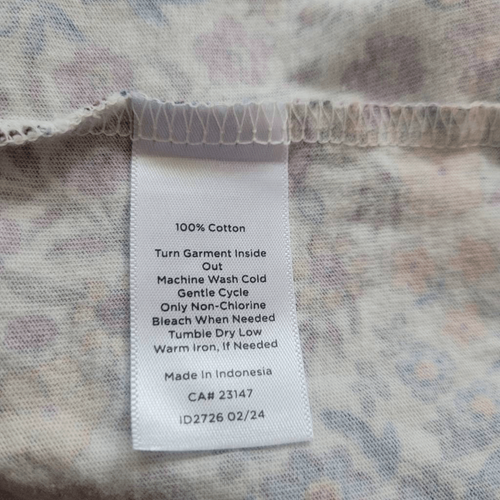 100% Cotton
Turn Garment Inside
Out
Machine Wash Cold
Gentle Cycle
Only Non-Chlorine
Bleach When Needed
Tumble Dry Low
Warm Iron, If Needed
Made In Indonesia
CA# 23147
ID2726 02/24